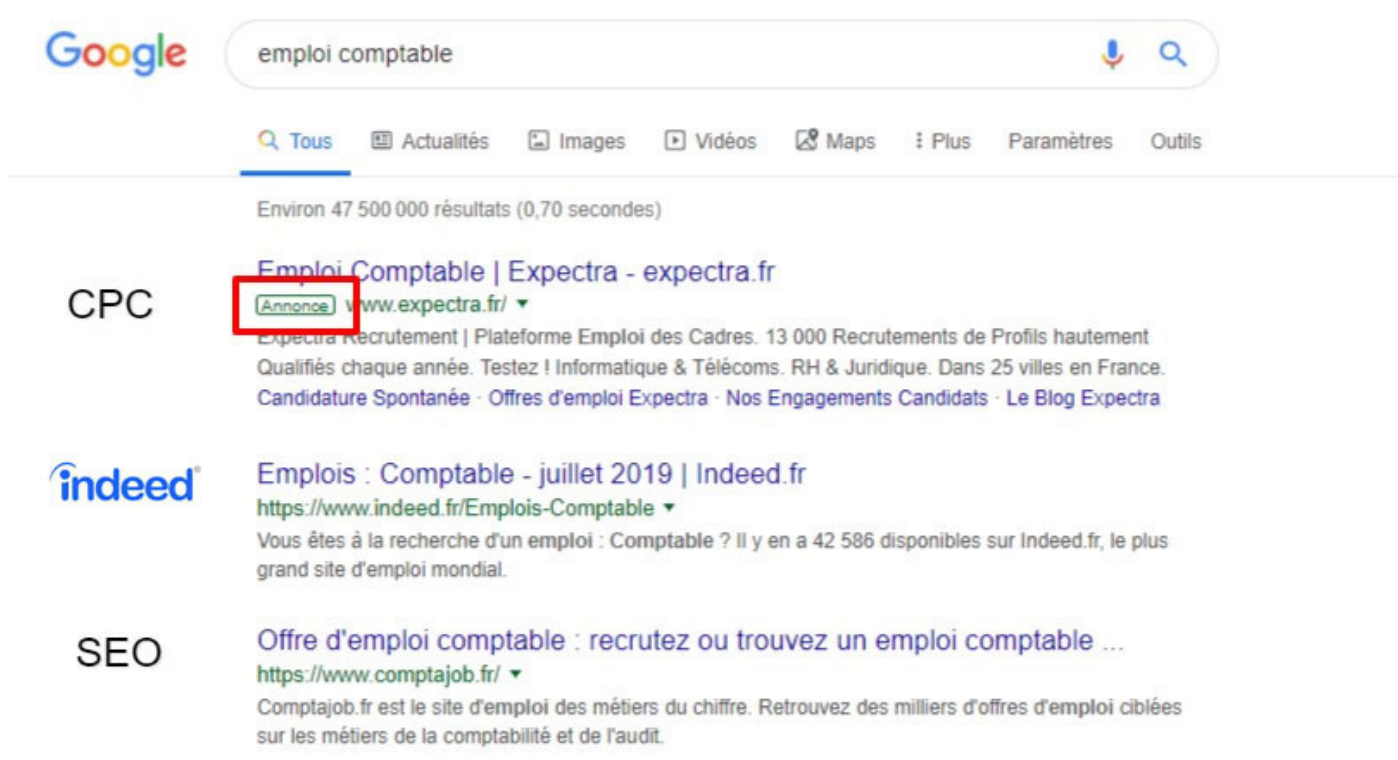 Google emploi comptable
Tous Actualités Images Vidéos Maps Plus Paramètres Outils
Environ 47 500 000 résultats (0,70 secondes)
CPC
Emploi Comptable | Expectra - expectra.fr
Annonce www.expectra.fr/
Expectra Recrutement | Plateforme Emploi des Cadres. 13 000 Recrutements de Profils hautement
Qualifiés chaque année. Testez ! Informatique & Télécoms. RH & Juridique. Dans 25 villes en France.
Candidature Spontanée · Offres d'emploi Expectra · Nos Engagements Candidats · Le Blog Expectra
indeed
Emplois : Comptable - juillet 2019 | Indeed.fr
https://www.indeed.fr/Emplois-Comptable
Vous êtes à la recherche d'un emploi : Comptable ? Il y en a 42 586 disponibles sur Indeed.fr, le plus
grand site d'emploi mondial.
SEO
Offre d'emploi comptable : recrutez ou trouvez un emploi comptable ...
https://www.comptajob.fr/
Comptajob.fr est le site d'emploi des métiers du chiffre. Retrouvez des milliers d'offres d'emploi ciblées
sur les métiers de la comptabilité et de l'audit.